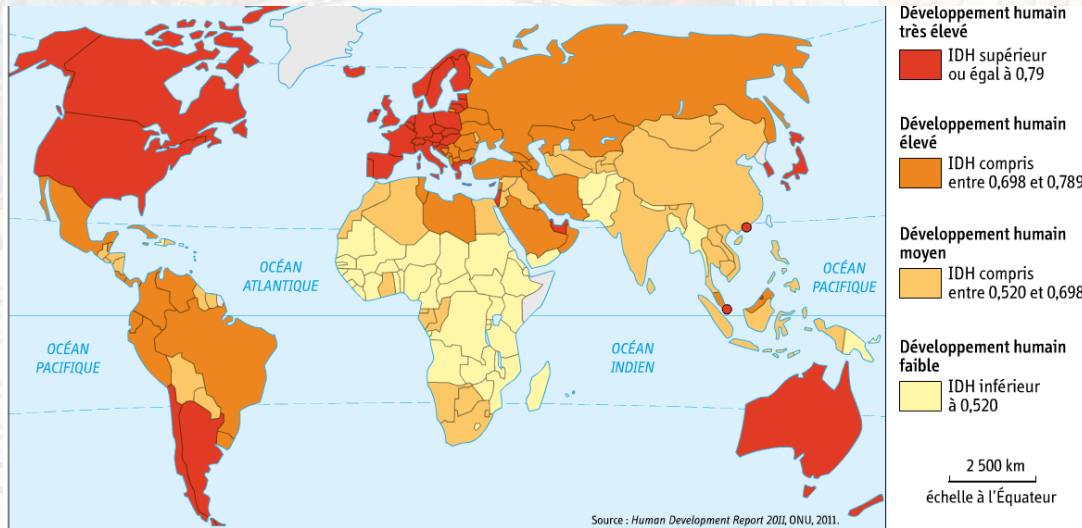 OCÉAN
ATLANTIQUE
OCÉAN
PACIFIQUE
OCÉAN
PACIFIQUE
OCÉAN
INDIEN
Source : Human Development Report 2011, ONU, 2011.
Développement humain
très élevé
IDH supérieur
ou égal à 0,79
Développement humain
élevé
IDH compris
entre 0,698 et 0,789
Développement humain
moyen
IDH compris
entre 0,520 et 0,698
Développement humain
faible
IDH inférieur
à 0,520
2 500 km
échelle à l'Équateur